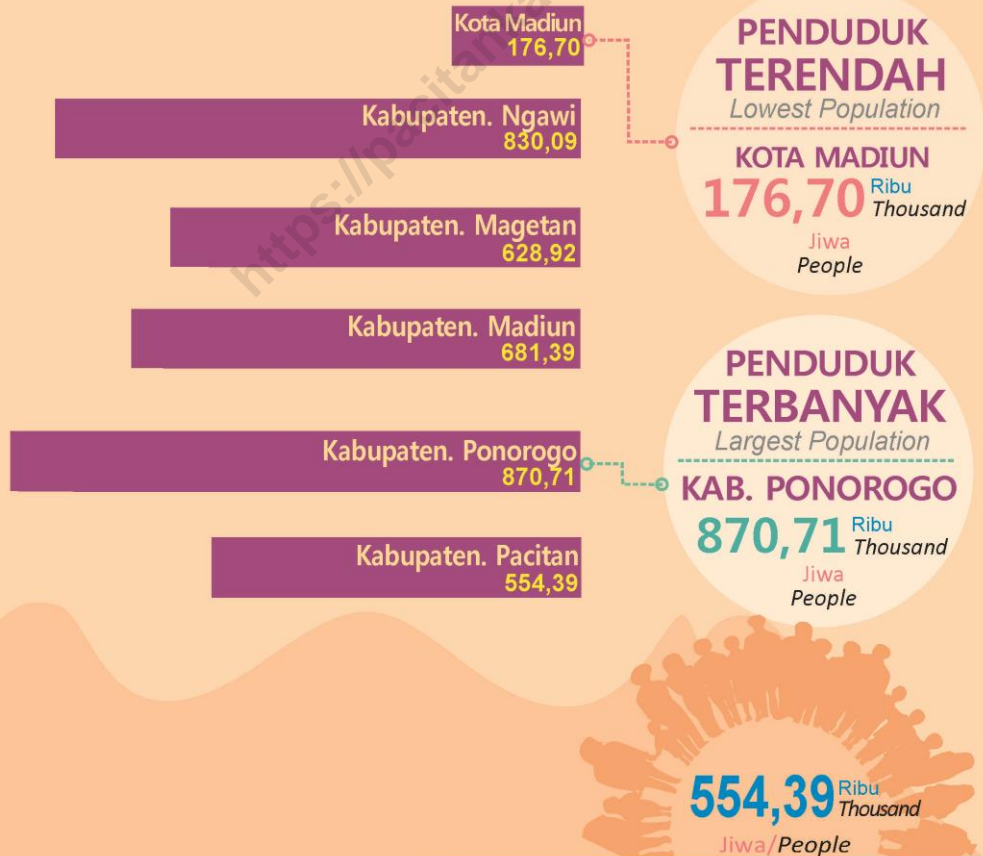 Kota Madiun
176,70
Kabupaten. Ngawi
830,09
Kabupaten. Magetan
628,92
Kabupaten. Madiun
681,39
Kabupaten. Ponorogo
870,71
Kabupaten. Pacitan
554,39
PENDUDUK
TERENDAH
Lowest Population
KOTA MADIUN
176,70 Ribu
Thousand
Jiwa
People
PENDUDUK
TERBANYAK
Largest Population
KAB. PONOROGO
870,71 Ribu
Thousand
Jiwa
People
554,39 Ribu
Thousand
Jiwa/People